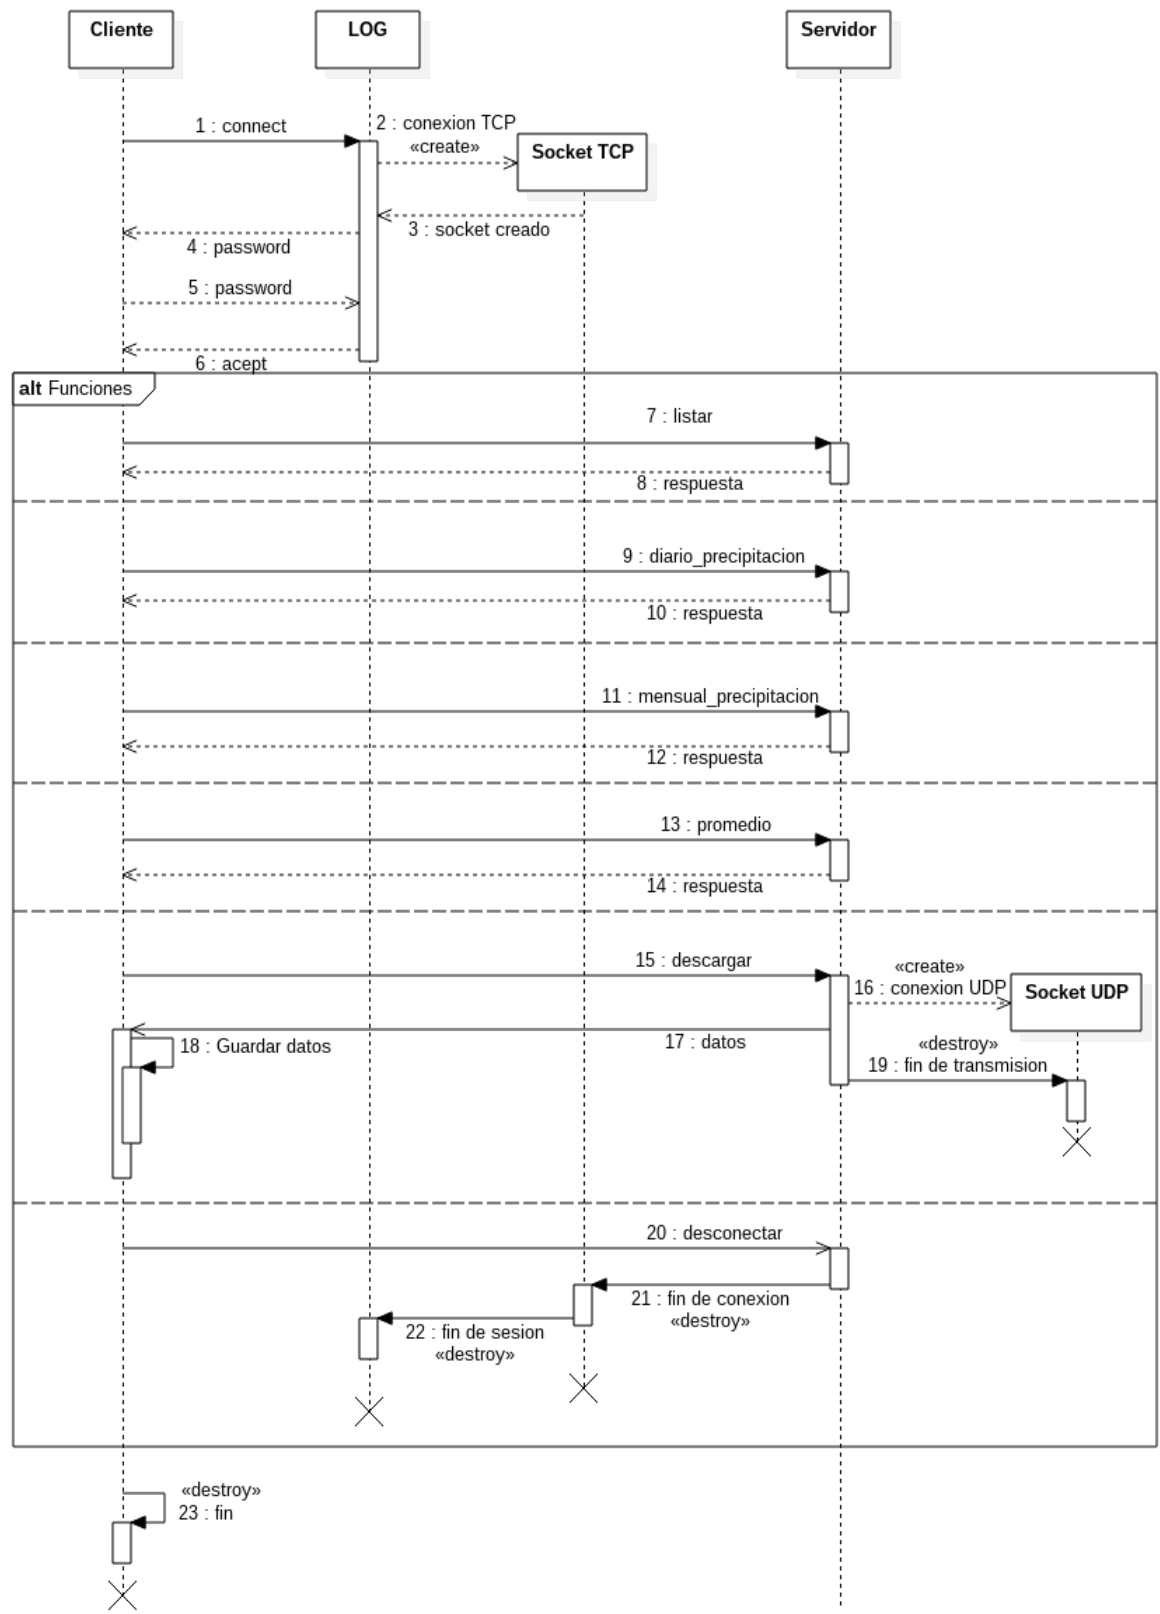 Cliente
LOG
Servidor
1 : connect
2 : conexion TCP
«create»
Socket TCP
3 : socket creado
4 : password
5 : password
6 : acept
alt Funciones
7 : listar
8 : respuesta
9 : diario_precipitacion
10 : respuesta
11 : mensual_precipitacion
12 : respuesta
13 : promedio
14 : respuesta
15 : descargar
«create»
16 : conexion UDP
Socket UDP
17 : datos
18 : Guardar datos
«destroy»
19 : fin de transmision
20 : desconectar
21 : fin de conexion
«destroy»
22 : fin de sesion
«destroy»
«destroy»
23 : fin